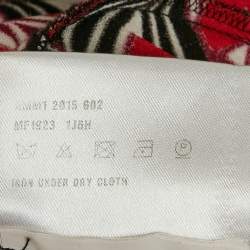 2015 602
MF1923 1J6H
IRON UNDER DRY CLOTH